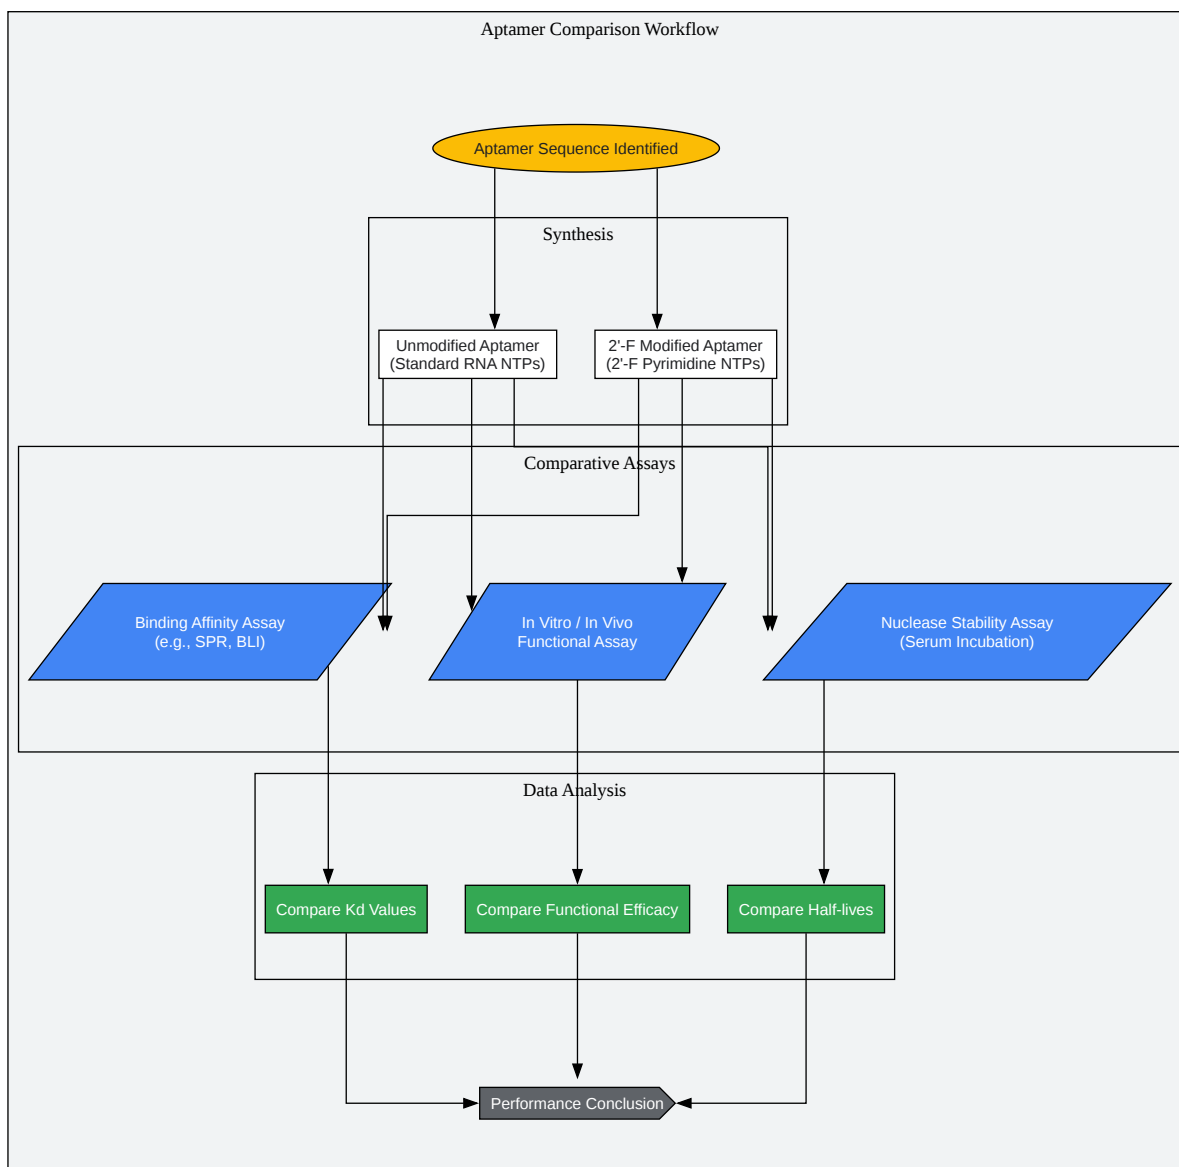 Aptamer Comparison Workflow
Aptamer Sequence Identified
Synthesis
Unmodified Aptamer
(Standard RNA NTPs)
2'-F Modified Aptamer
(2'-F Pyrimidine NTPs)
Comparative Assays
Binding Affinity Assay
(e.g., SPR, BLI)
In Vitro / In Vivo
Functional Assay
Nuclease Stability Assay
(Serum Incubation)
Data Analysis
Compare Kd Values
Compare Functional Efficacy
Compare Half-lives
Performance Conclusion